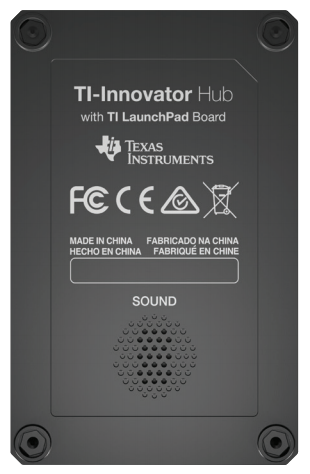 TI-Innovator Hub
with TI LaunchPad Board
TEXAS
INSTRUMENTS
FC CE
MADE IN CHINA FABRICADO NA CHINA
HECHO EN CHINA FABRIQUÉ EN CHINE
SOUND